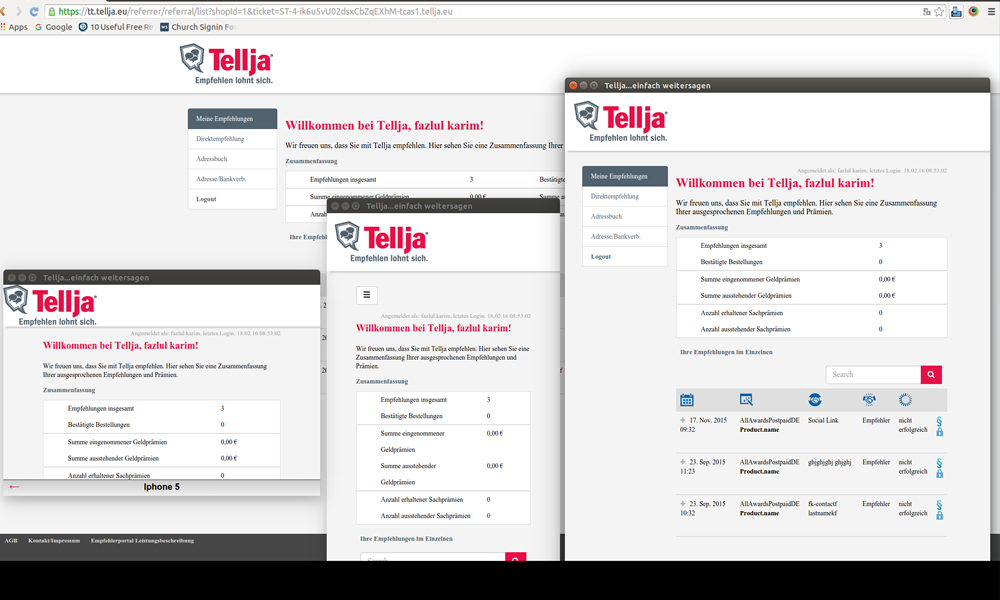 https://tt.tellja.eu/referrer/referral/list?shopId=1&ticket=ST-4-ik6u5vU02dsxCbZqEXhM-tcas1.tellja.eu
Apps Google 10 Useful Free Re Church Signin Fo
Tellja
Empfehlen lohnt sich.
Meine Empfehlungen
Direktempfehlung
Adressbuch
Adresse/Bankverb.
Logout
Willkommen bei Tellja, fazlul karim!
Wir freuen uns, dass Sie mit Tellja empfehlen. Hier sehen Sie eine Zusammenfassung Ihrer
Zusammenfassung
Empfehlungen insgesamt 3 Bestätigte
Summe eingenommener Geldprämien 0,00 € Summe
Anzahl
Ihre Empfehl
Tellja...einfach weitersagen
Tellja
Empfehlen lohnt sich.
Angemeldet als: fazlul karim, letztes Login: 18.02.16 08:53:02
Willkommen bei Tellja, fazlul karim!
Wir freuen uns, dass Sie mit Tellja empfehlen. Hier sehen Sie eine Zusammenfassung
Ihrer ausgesprochenen Empfehlungen und Prämien.
Zusammenfassung
Empfehlungen insgesamt 3
Bestätigte Bestellungen 0
Summe eingenommener Geldprämien 0,00 €
Summe ausstehender Geldprämien 0,00 €
Anzahl erhaltener Sachprämien 0
Iphone 5
AGB Kontakt/Impressum Empfehlerportal Leistungsbeschreibung
Tellja...einfach weitersagen
Tellja
Empfehlen lohnt sich.
Angemeldet als: fazlul karim, letztes Login: 18.02.16 08:53:02
Willkommen bei Tellja, fazlul karim!
Wir freuen uns, dass Sie mit Tellja empfehlen. Hier sehen Sie eine
Zusammenfassung Ihrer ausgesprochenen Empfehlungen und
Prämien.
Zusammenfassung
Empfehlungen insgesamt 3
Bestätigte Bestellungen 0
Summe eingenommener 0,00 €
Geldprämien
Summe ausstehender 0,00 €
Geldprämien
Anzahl erhaltener Sachprämien 0
Anzahl ausstehender Sachprämien 0
Ihre Empfehlungen im Einzelnen
Search
Tellja...einfach weitersagen
Tellja
Empfehlen lohnt sich.
Meine Empfehlungen
Direktempfehlung
Adressbuch
Adresse/Bankverb.
Logout
Angemeldet als: fazlul karim, letztes Login: 18.02.16 08:53:02
Willkommen bei Tellja, fazlul karim!
Wir freuen uns, dass Sie mit Tellja empfehlen. Hier sehen Sie eine Zusammenfassung
Ihrer ausgesprochenen Empfehlungen und Prämien.
Zusammenfassung
Empfehlungen insgesamt 3
Bestätigte Bestellungen 0
Summe eingenommener Geldprämien 0,00 €
Summe ausstehender Geldprämien 0,00 €
Anzahl erhaltener Sachprämien 0
Anzahl ausstehender Sachprämien 0
Ihre Empfehlungen im Einzelnen
Search
+ 17. Nov. 2015 AllAwardsPostpaidDE Social Link Empfehler nicht §
09:32 Product.name erfolgreich
+ 23. Sep. 2015 AllAwardsPostpaidDE ghjghjghj ghjghj Empfehler nicht §
11:23 Product.name erfolgreich
+ 23. Sep. 2015 AllAwardsPostpaidDE fk-contactf Empfehler nicht §
10:32 Product.name lastnamekf erfolgreich